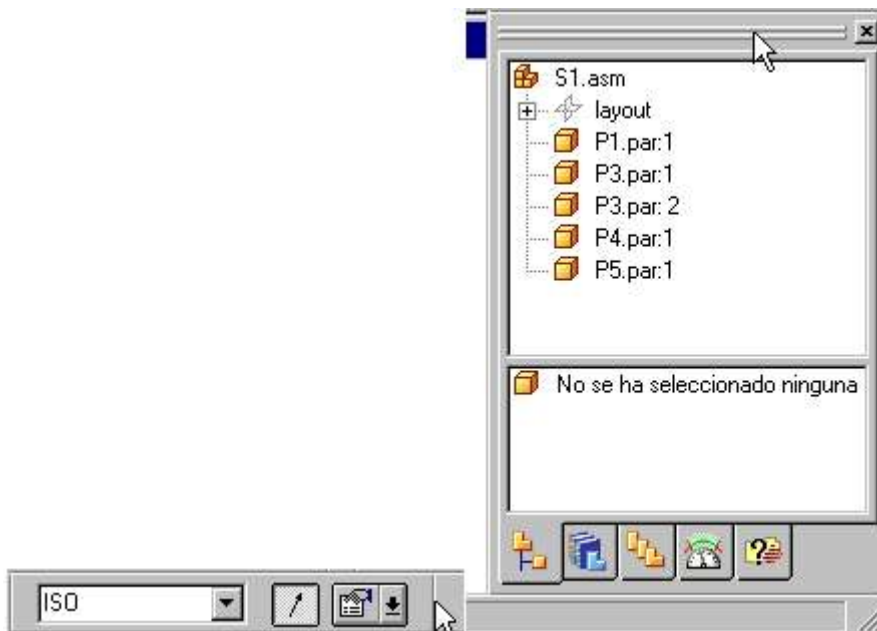 S1.asm
layout
P1.par:1
P3.par:1
P3.par: 2
P4.par:1
P5.par:1
No se ha seleccionado ninguna
ISO